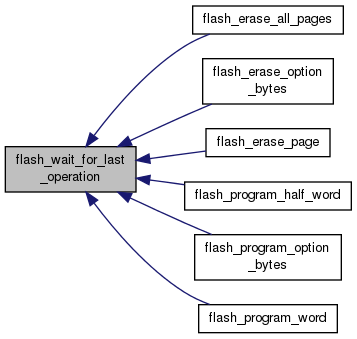 flash_erase_all_pages
flash_erase_option
_bytes
flash_erase_page
flash_wait_for_last
_operation
flash_program_half_word
flash_program_option
_bytes
flash_program_word